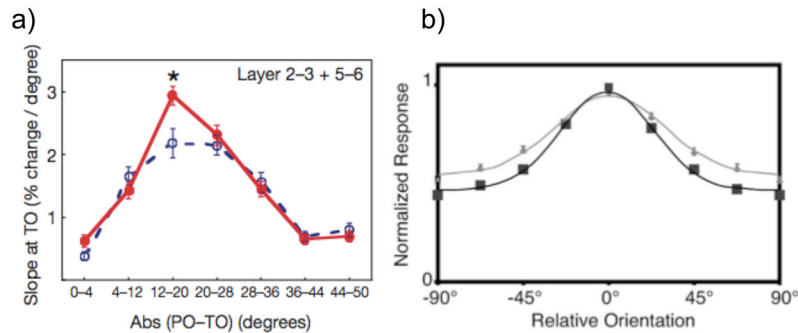 a)
b)
*
Layer 2–3 + 5–6
3
2
1
Slope at TO (% change / degree)
0–4 4–12 12–20 20–28 28–36 36–44 44–50
Abs (PO–TO) (degrees)
1
0
Normalized Response
-90° -45° 0° 45° 90°
Relative Orientation